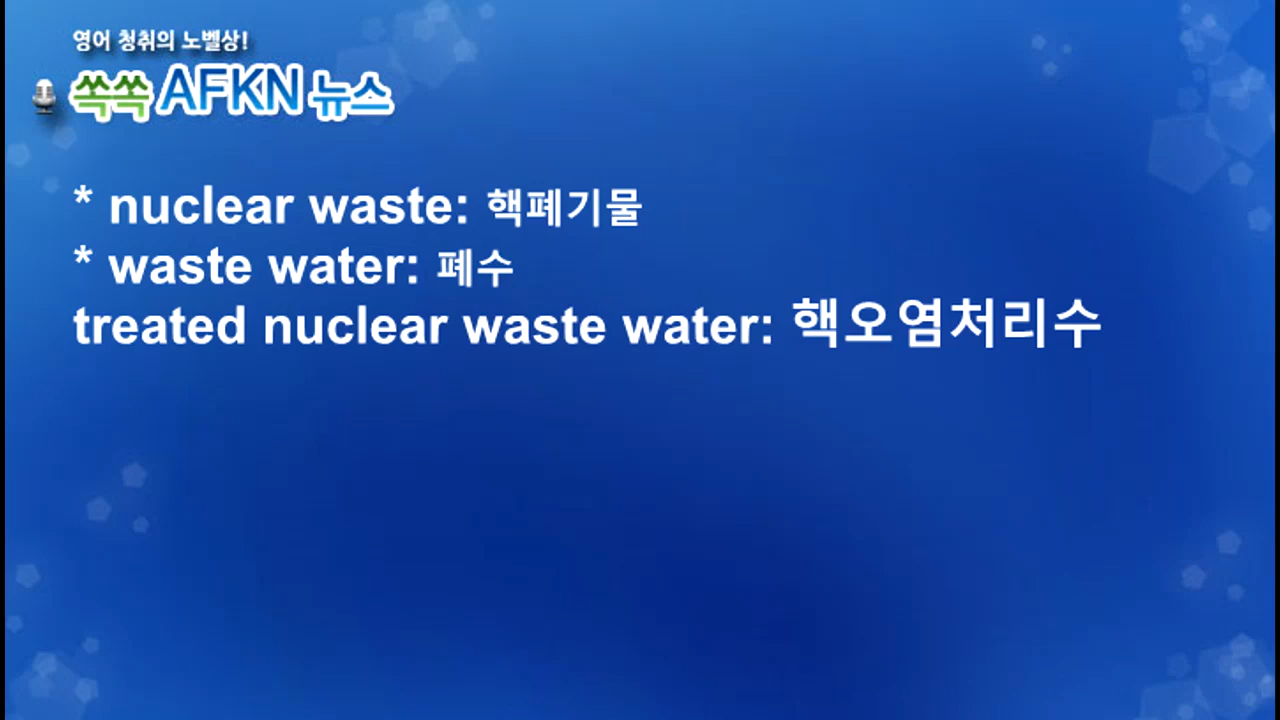 영어 청취의 노벨상!
쏙쏙 AFKN 뉴스
* nuclear waste: 핵폐기물
* waste water: 폐수
treated nuclear waste water: 핵오염처리수